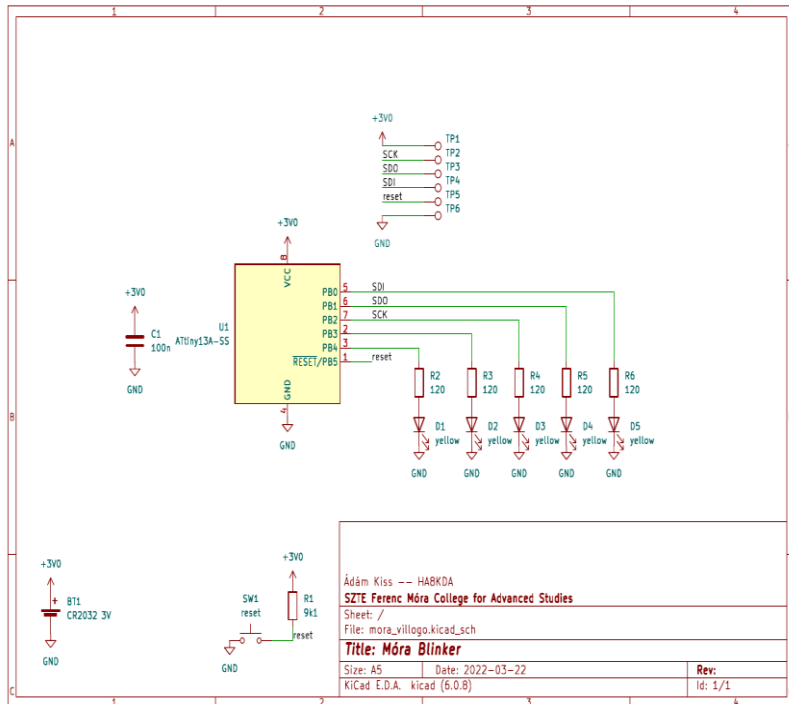 1 2 3 4
A
+3V0
TP1
SCK TP2
SDO TP3
SDI TP4
reset TP5
TP6
GND
+3V0
8
VCC
U1
ATtiny13A-SS
PB0 5 SDI
PB1 6 SDO
PB2 7 SCK
PB3 2
PB4 3
RESET/PB5 1 reset
GND
4
GND
+3V0
C1
100n
GND
R2 R3 R4 R5 R6
120 120 120 120 120
B
D1 D2 D3 D4 D5
yellow yellow yellow yellow yellow
GND GND GND GND GND
+3V0
+
BT1
CR2032 3V
GND
+3V0
SW1
reset
R1
9k1
reset
GND
Ádám Kiss -- HA8KDA
SZTE Ferenc Móra College for Advanced Studies
Sheet: /
File: mora_villogo.kicad_sch
Title: Móra Blinker
Size: A5 Date: 2022-03-22 Rev:
KiCad E.D.A. kicad (6.0.8) Id: 1/1
C
1 2 3 4